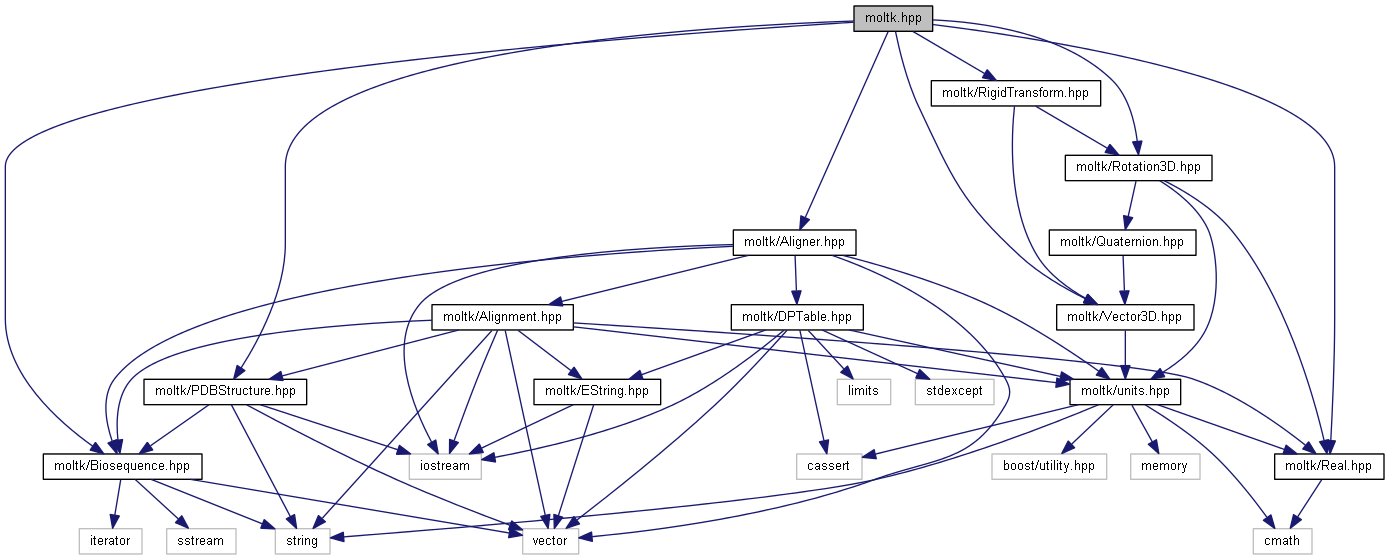 moltk.hpp
moltk/RigidTransform.hpp
moltk/Rotation3D.hpp
moltk/Aligner.hpp
moltk/Quaternion.hpp
moltk/Alignment.hpp
moltk/DPTable.hpp
moltk/Vector3D.hpp
moltk/PDBStructure.hpp
moltk/EString.hpp
limits
stdexcept
moltk/units.hpp
moltk/Biosequence.hpp
iostream
cassert
boost/utility.hpp
memory
moltk/Real.hpp
iterator
sstream
string
vector
cmath